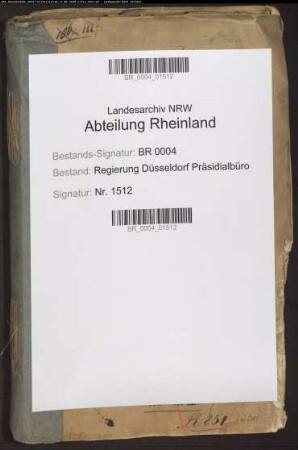 BR_0004_01512
Landesarchiv NRW
Abteilung Rheinland
Bestands-Signatur: BR 0004
Bestand: Regierung Düsseldorf Präsidialbüro
Signatur: Nr. 1512
BR_0004_01512